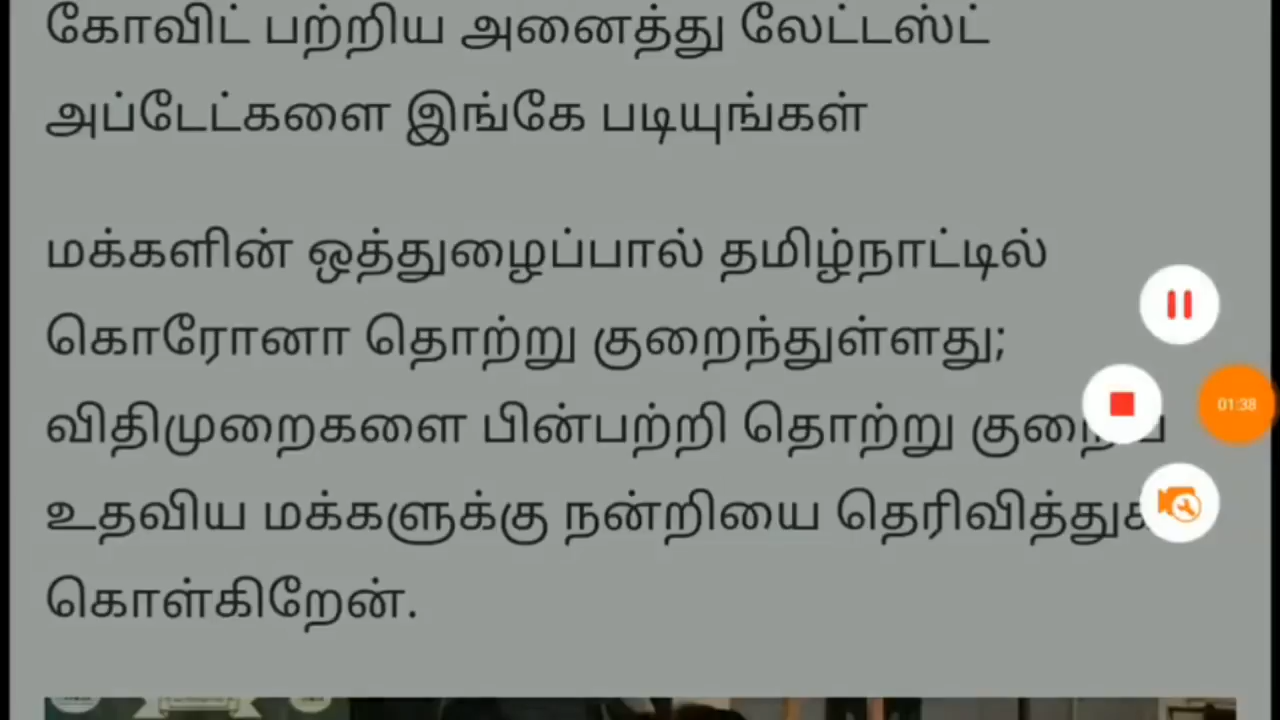 கோவிட் பற்றிய அனைத்து லேட்டஸ்ட்
அப்டேட்களை இங்கே படியுங்கள்
மக்களின் ஒத்துழைப்பால் தமிழ்நாட்டில்
கொரோனா தொற்று குறைந்துள்ளது;
விதிமுறைகளை பின்பற்றி தொற்று
உதவிய மக்களுக்கு நன்றியை
கொள்கிறேன்.
01:38